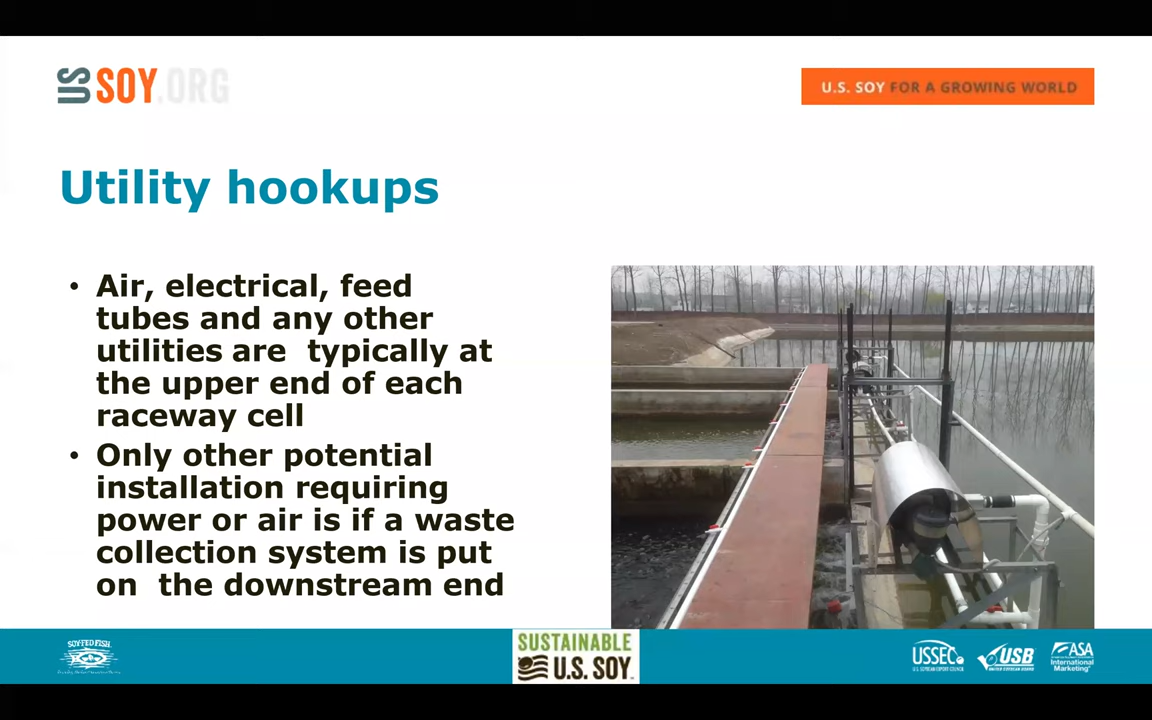 US SOY.ORG
U.S. SOY FOR A GROWING WORLD
Utility hookups
• Air, electrical, feed
tubes and any other
utilities are typically at
the upper end of each
raceway cell
• Only other potential
installation requiring
power or air is if a waste
collection system is put
on the downstream end
SOY-FED FISH
SUSTAINABLE
U.S. SOY
USSEC
U.S. SOYBEAN EXPORT COUNCIL
USB
UNITED SOYBEAN BOARD
ASA
International
Marketing